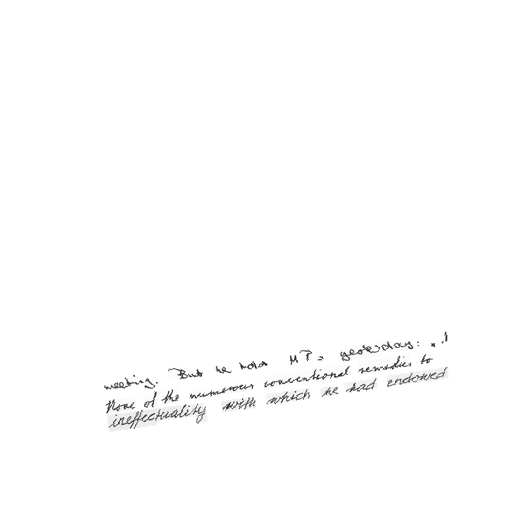 meeting. But he told MPs yesterday: " I
None of the numerous conventional remedies to
ineffectuality with which he had endowed